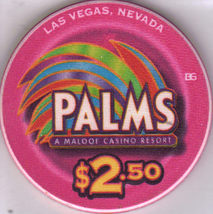 LAS VEGAS, NEVADA
BG
PALMS
A MALOOF CASINO RESORT
$2.50